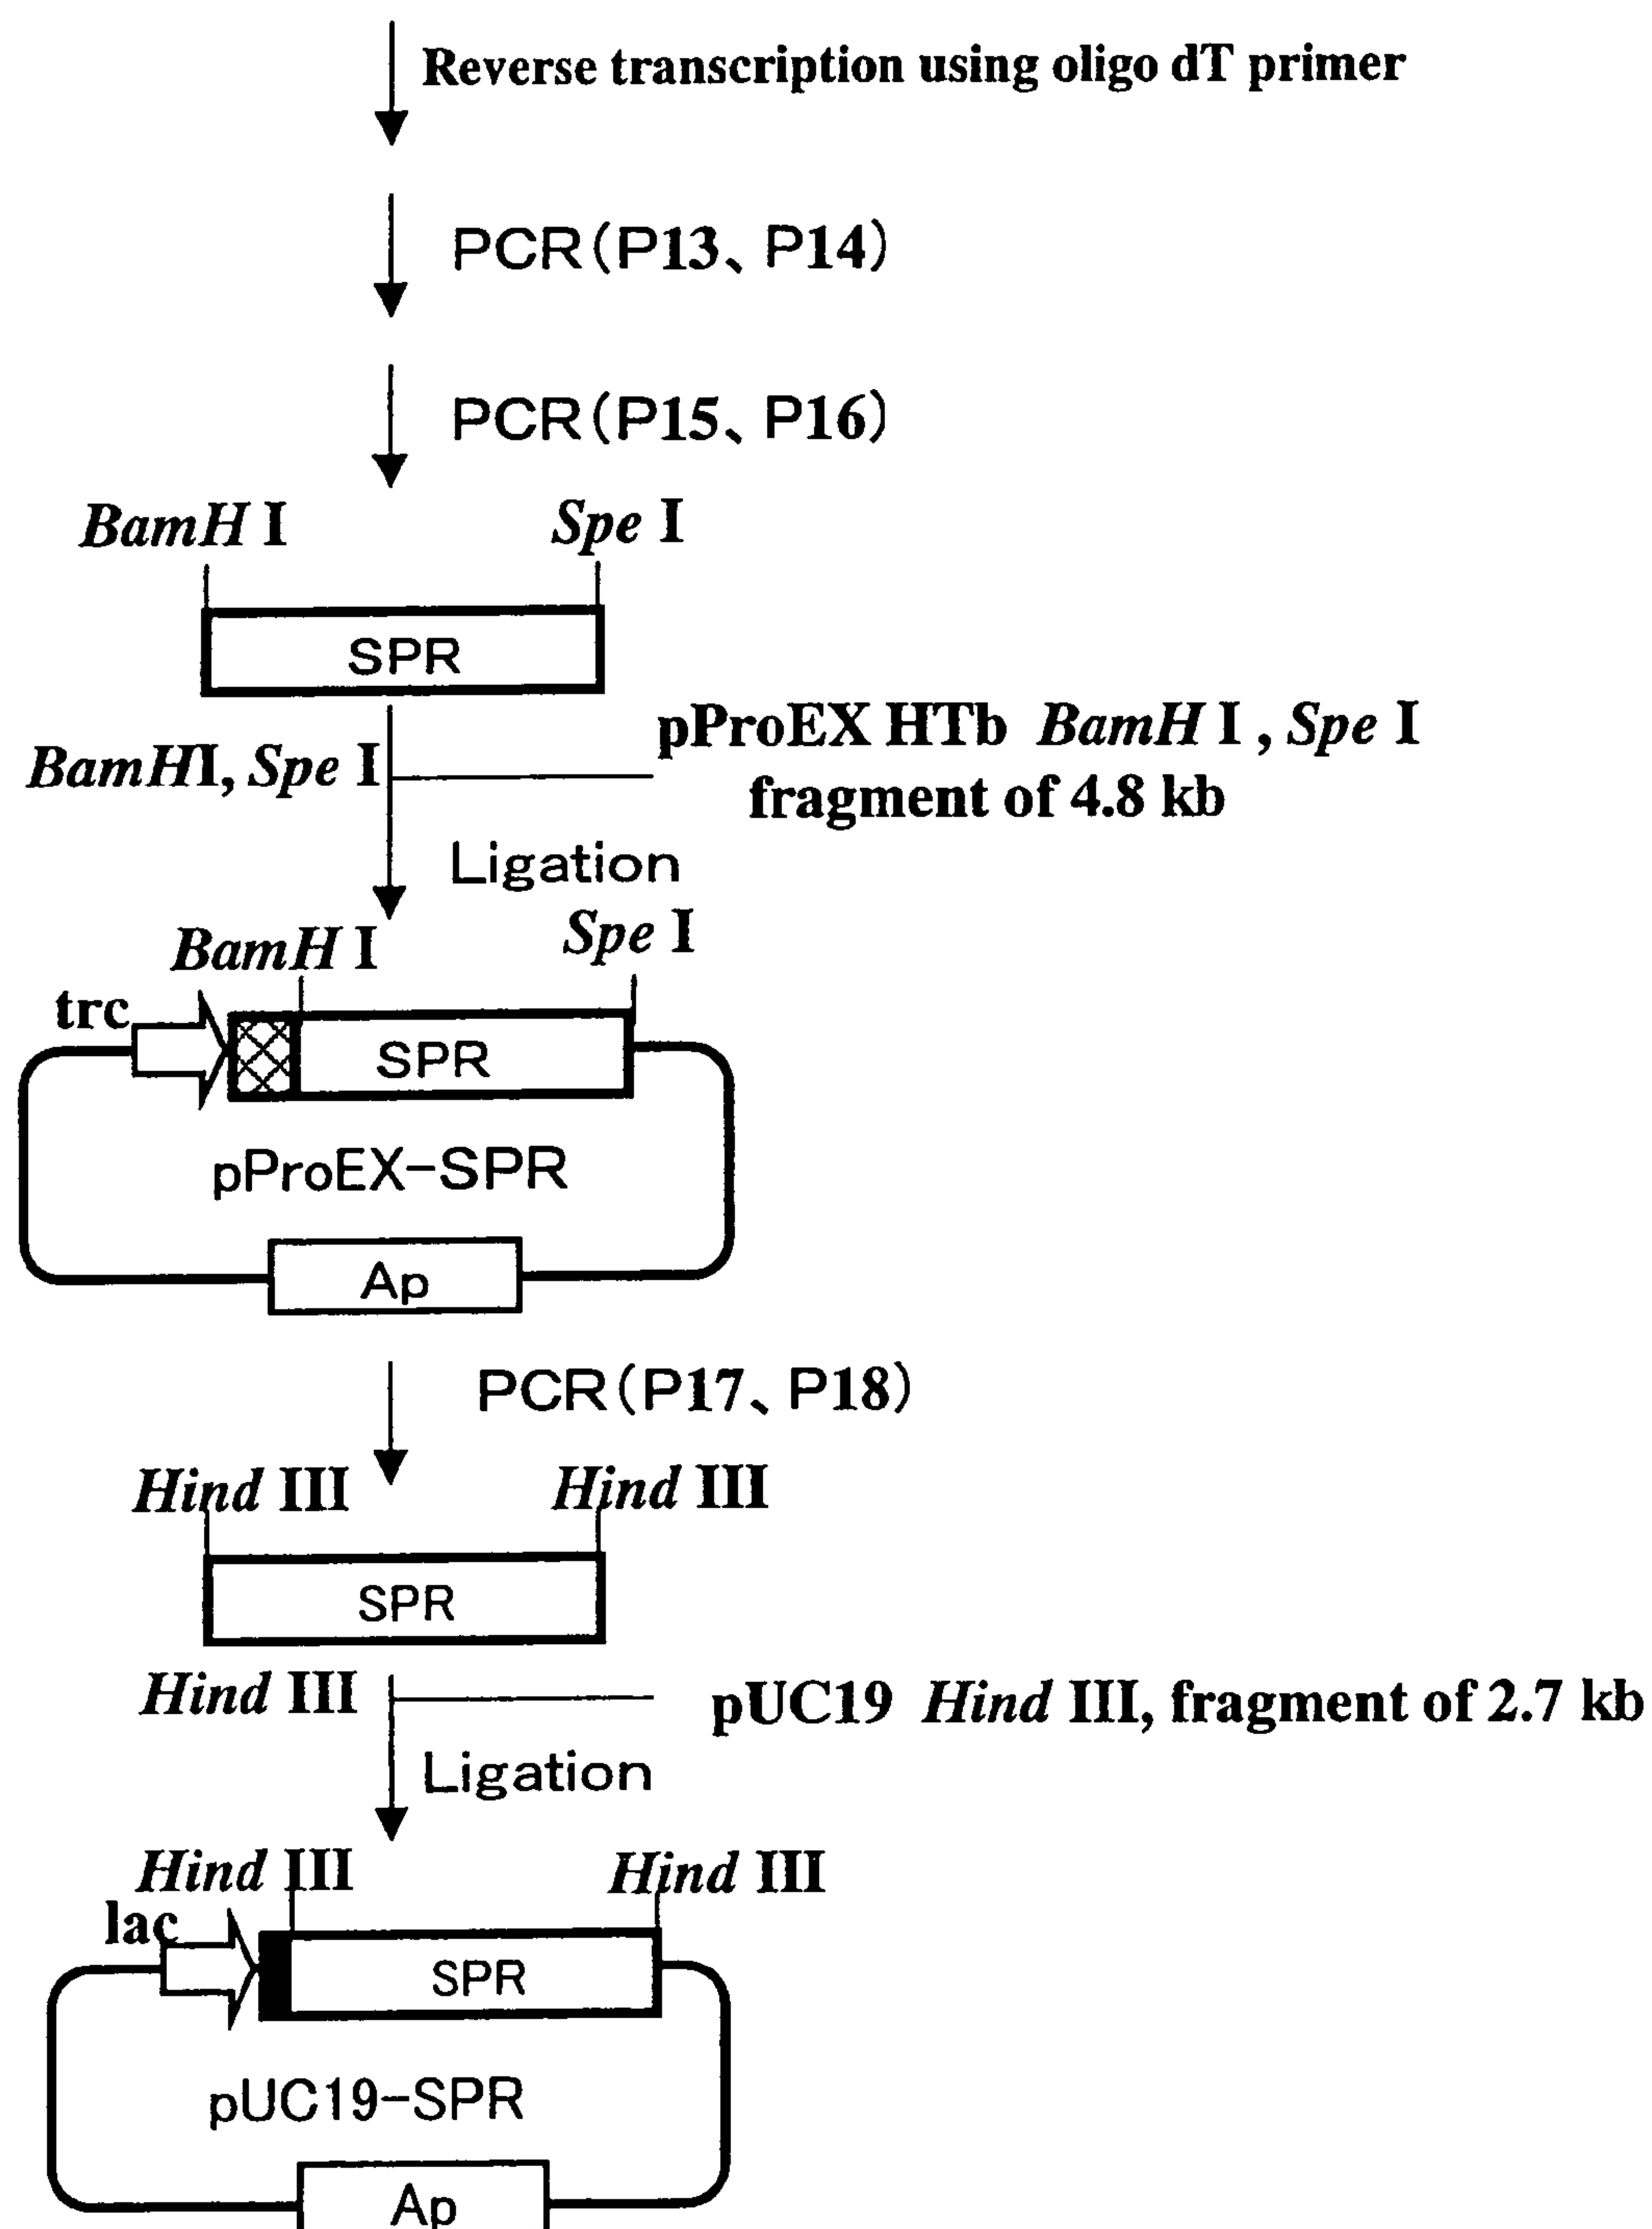 Reverse transcription using oligo dT primer
PCR(P13、P14)
PCR(P15、P16)
BamH I Spe I
SPR
pProEX HTb BamH I , Spe I
BamHI, Spe I
fragment of 4.8 kb
Ligation
BamH I Spe I
trc
SPR
pProEX-SPR
Ap
PCR(P17、P18)
Hind III Hind III
SPR
Hind III pUC19 Hind III, fragment of 2.7 kb
Ligation
Hind III Hind III
lac
SPR
pUC19-SPR
Ap